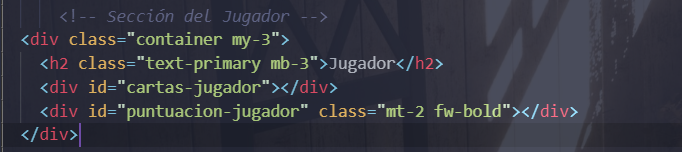 <!-- Sección del Jugador -->
<div class="container my-3">
<h2 class="text-primary mb-3">Jugador</h2>
<div id="cartas-jugador"></div>
<div id="puntuacion-jugador" class="mt-2 fw-bold"></div>
</div>